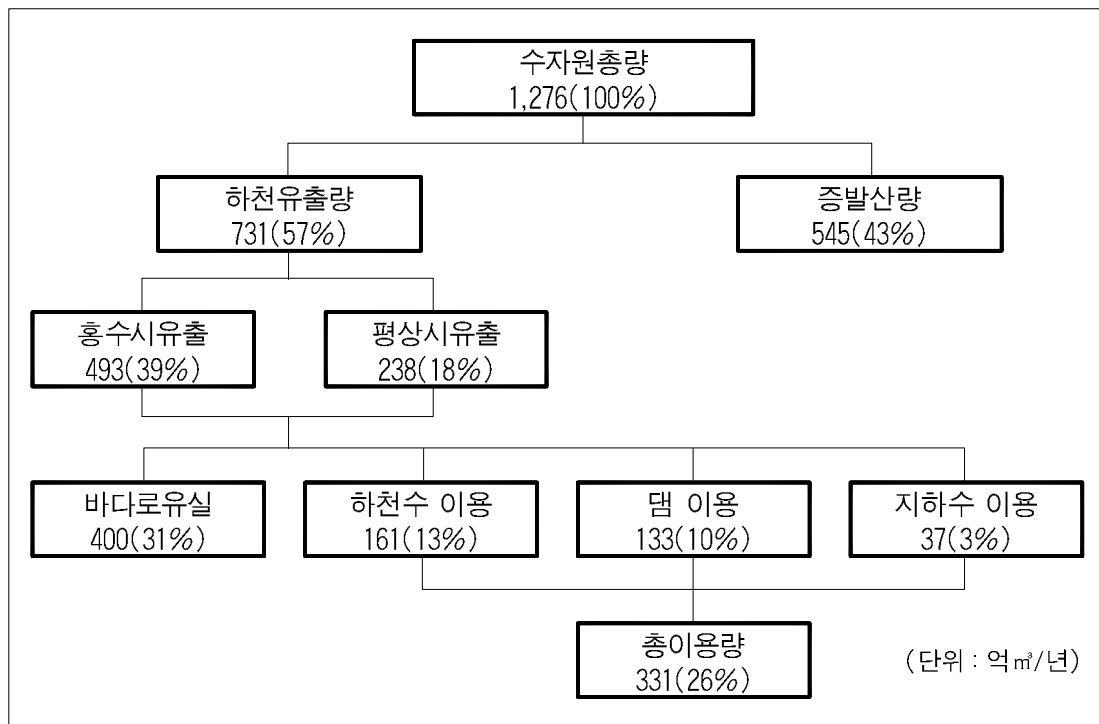 수자원총량
1,276(100%)
하천유출량
731(57%)
증발산량
545(43%)
홍수시유출
493(39%)
평상시유출
238(18%)
바다로유실
400(31%)
하천수 이용
161(13%)
댐 이용
133(10%)
지하수 이용
37(3%)
총이용량
331(26%)
(단위 : 억㎥/년)